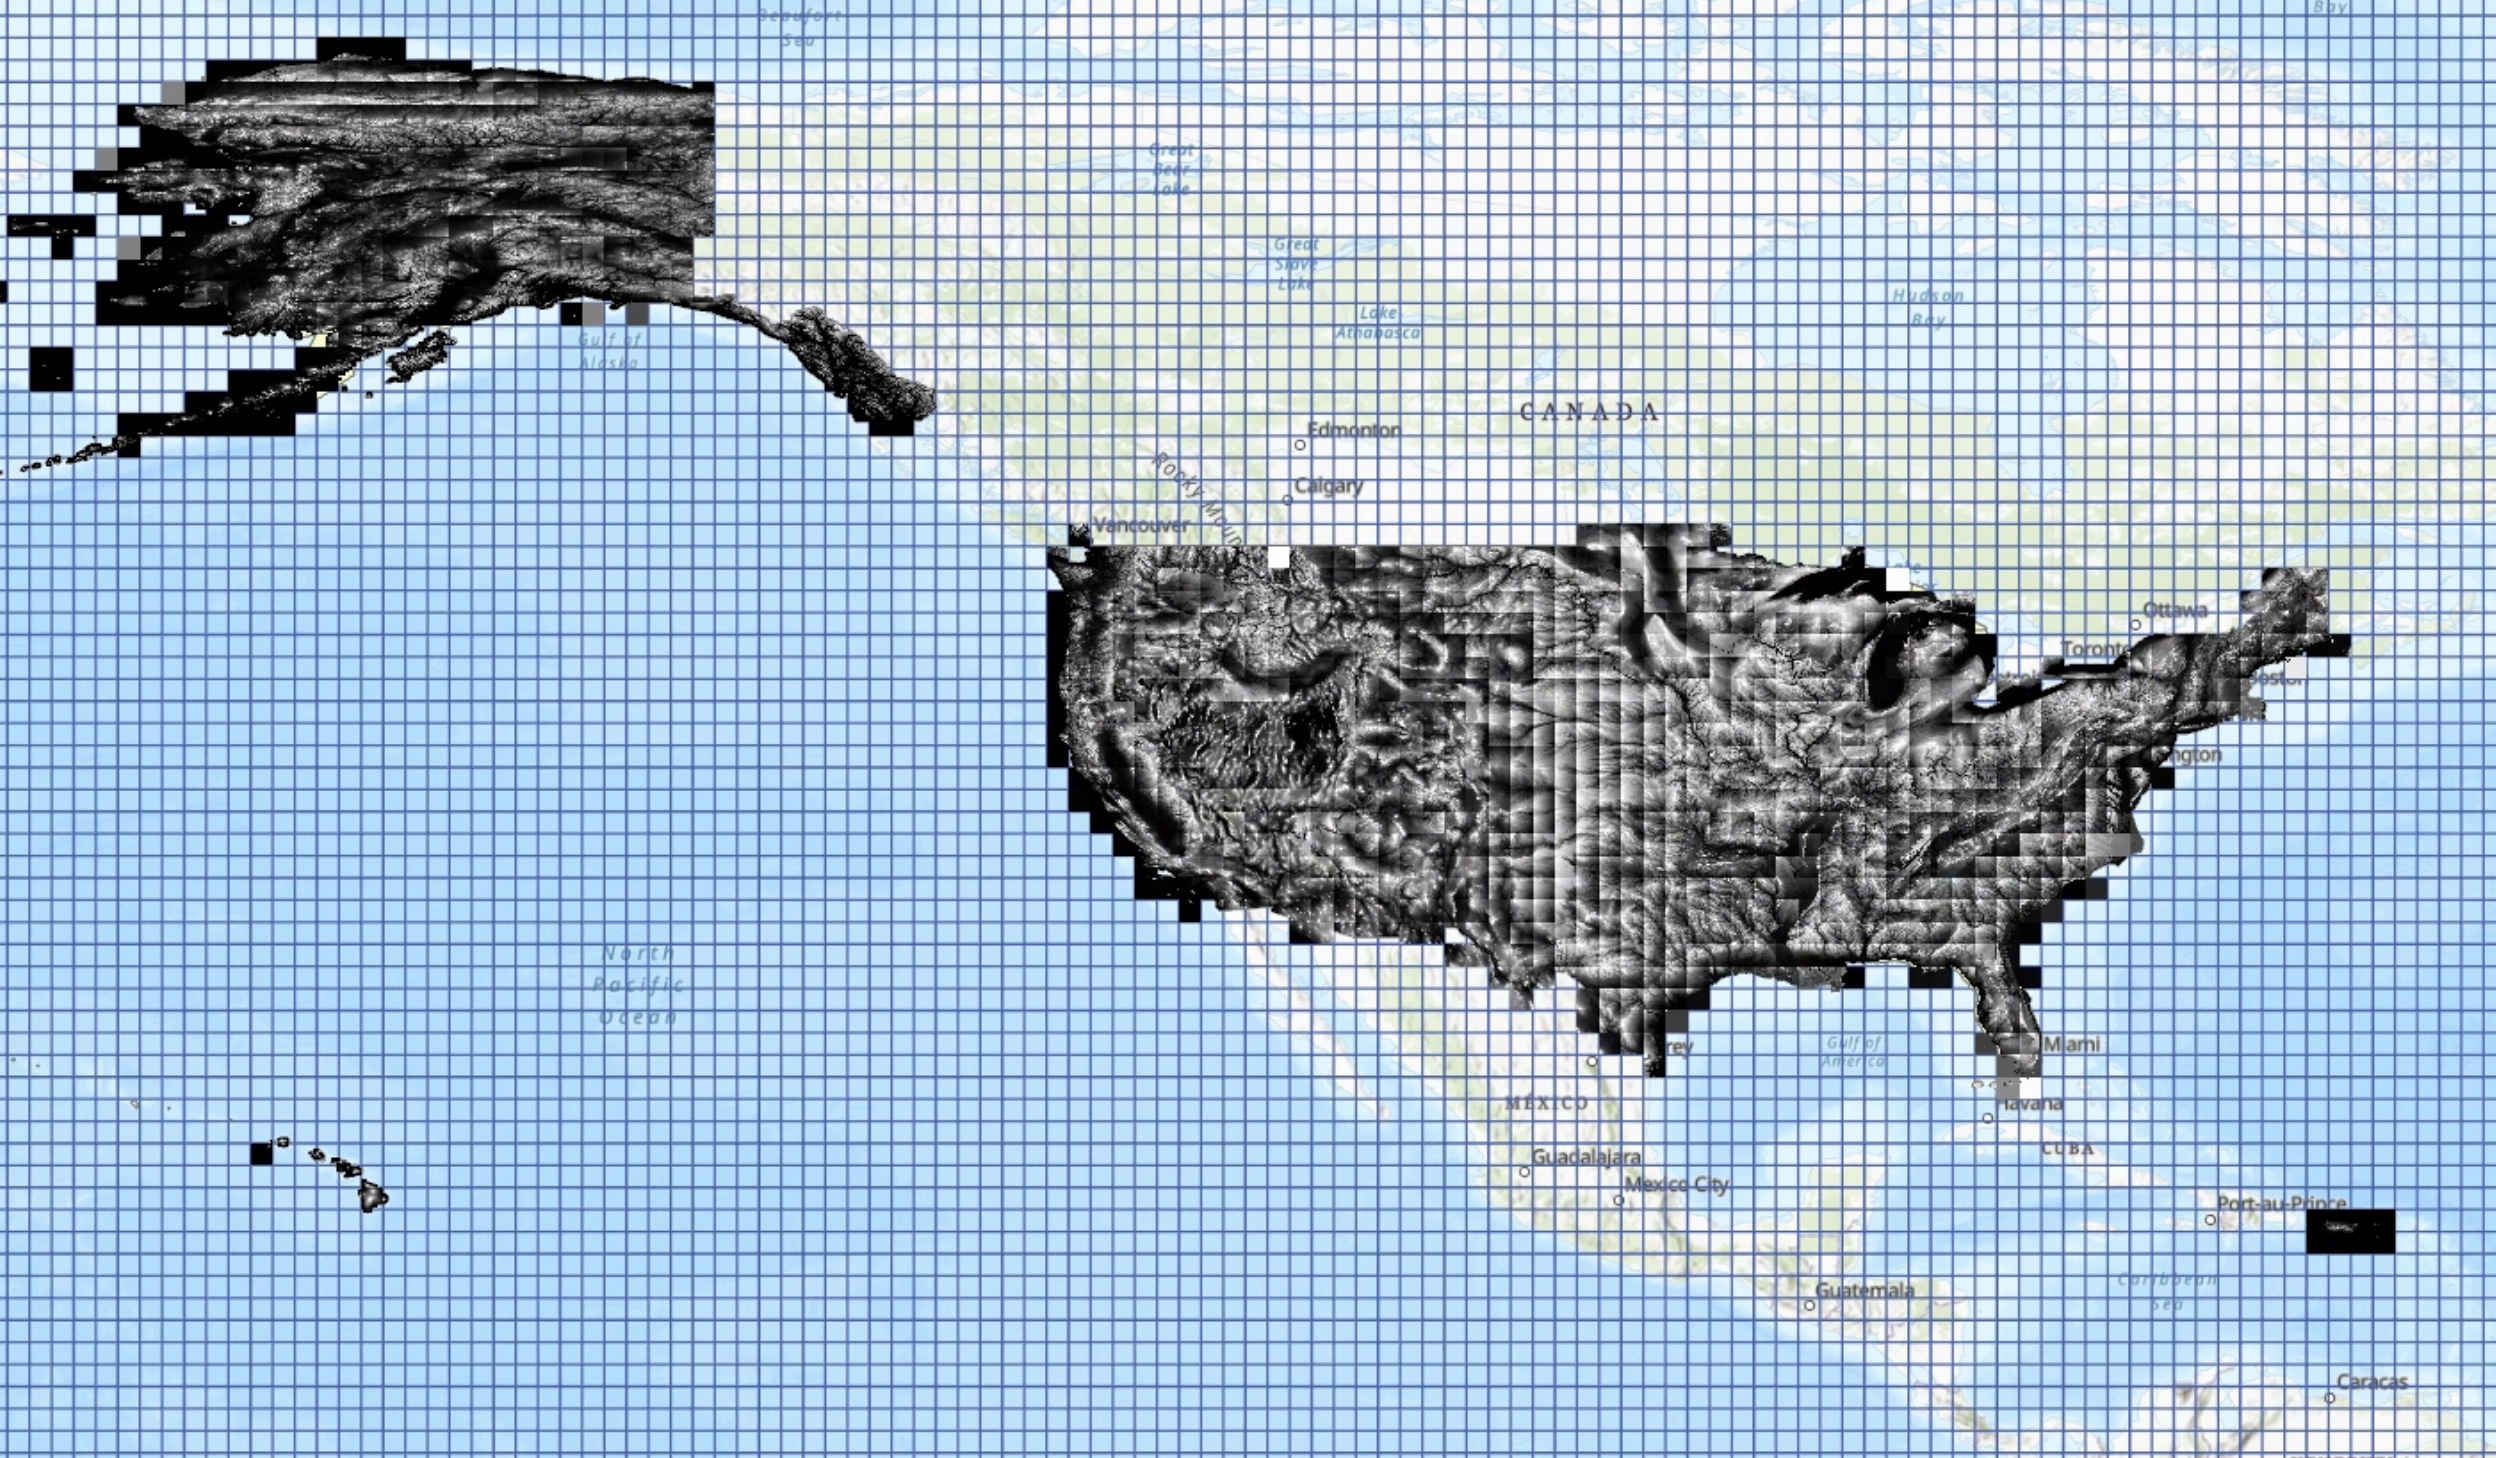 Beaufort
Sea
Bay
Great
Bear
Lake
Great
Slave
Lake
Lake
Athabasca
Hudson
Bay
Gulf of
Alaska
CANADA
Edmonton
Calgary
Rocky Moun
Vancouver
Lake
Ottawa
Toronto
Boston
ngton
North
Pacific
Ocean
Gulf of
America
Miami
rey
MÉXICO
Havana
CUBA
Guadalajara
Mexico City
Port-au-Prince
Guatemala
Caribbean
Sea
Caracas